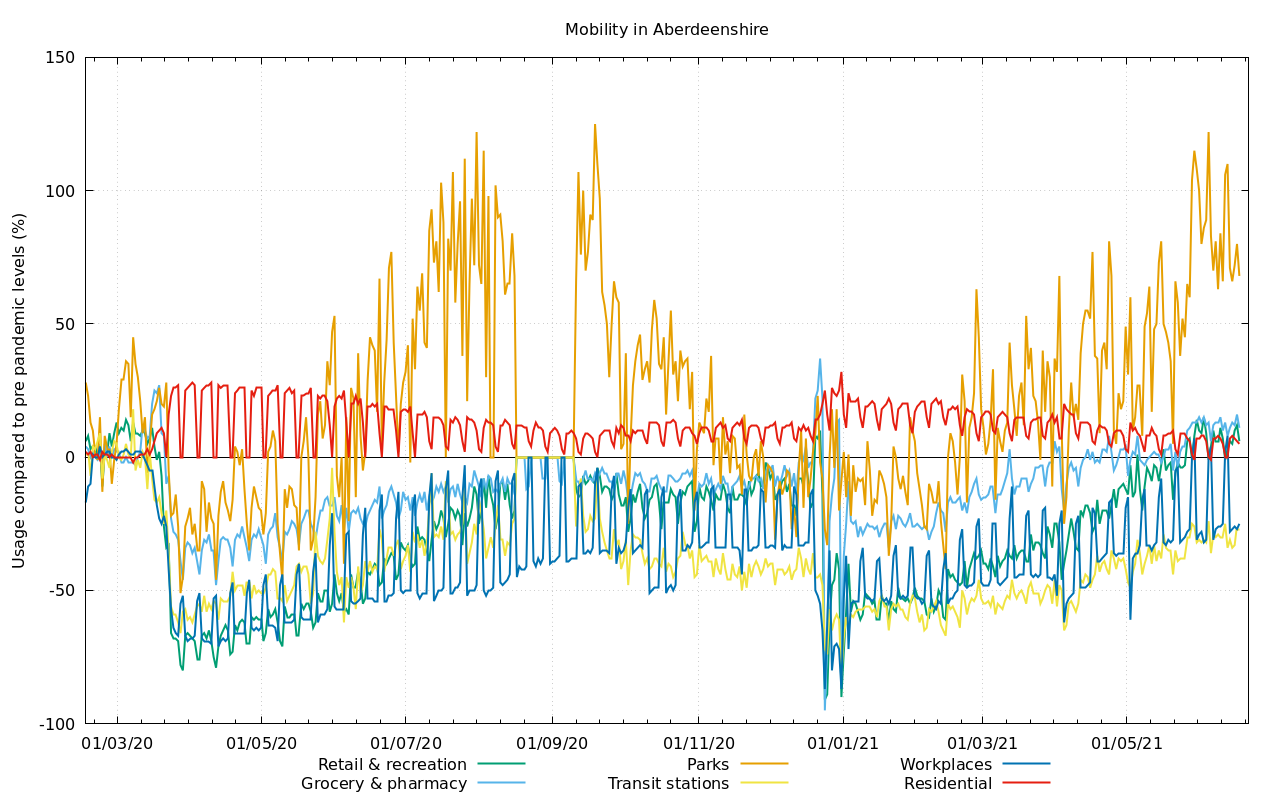 Mobility in Aberdeenshire
Usage compared to pre pandemic levels (%)
150
100
50
0
-50
-100
01/03/20 01/05/20 01/07/20 01/09/20 01/11/20 01/01/21 01/03/21 01/05/21
Retail & recreation Parks Workplaces
Grocery & pharmacy Transit stations Residential